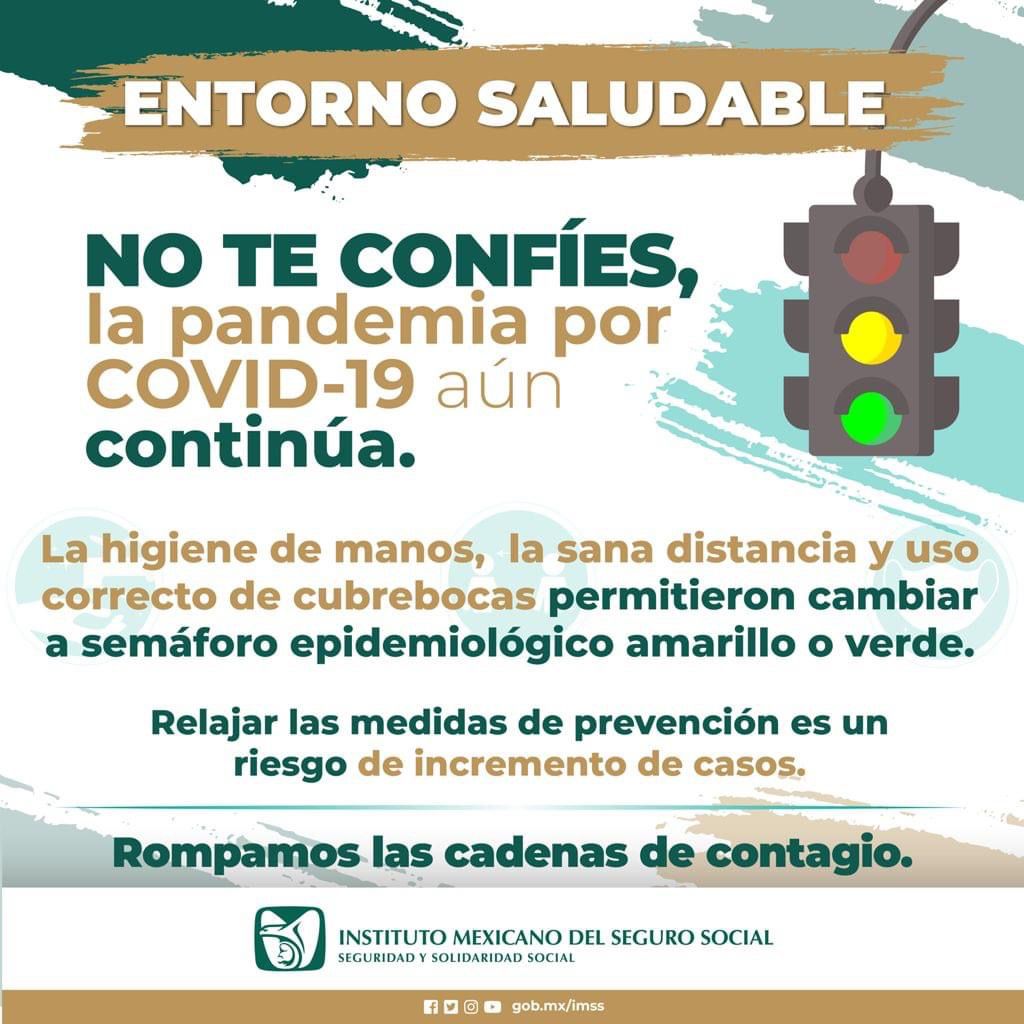 ENTORNO SALUDABLE
NO TE CONFÍES,
la pandemia por
COVID-19 aún
continúa.
La higiene de manos, la sana distancia y uso
correcto de cubrebocas permitieron cambiar
a semáforo epidemiológico amarillo o verde.
Relajar las medidas de prevención es un
riesgo de incremento de casos.
Rompamos las cadenas de contagio.
INSTITUTO MEXICANO DEL SEGURO SOCIAL
SEGURIDAD Y SOLIDARIDAD SOCIAL
gob.mx/imss